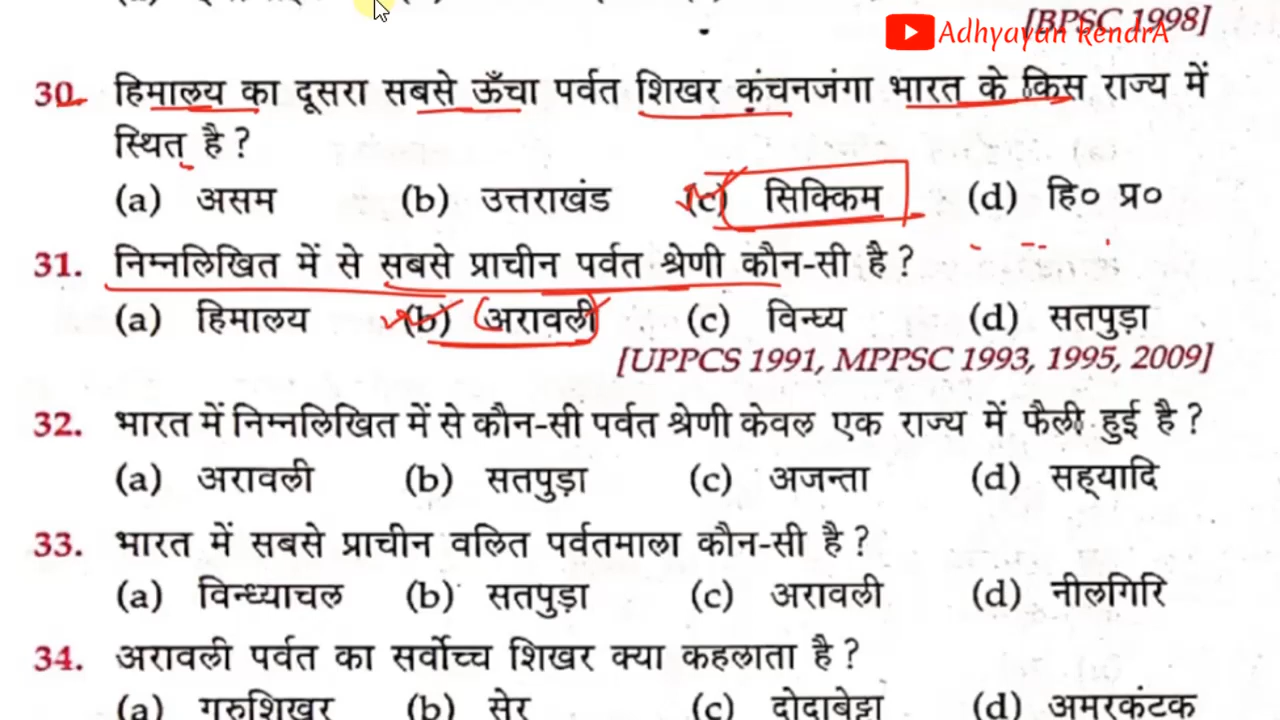 [BPSC 1998]
Adhyayan kendrA
30. हिमालय का दूसरा सबसे ऊँचा पर्वत शिखर कंचनजंगा भारत के किस राज्य में
स्थित है ?
(a) असम (b) उत्तराखंड (c) सिक्किम (d) हि० प्र०
31. निम्नलिखित में से सबसे प्राचीन पर्वत श्रेणी कौन-सी है ?
(a) हिमालय (b) अरावली (c) विन्ध्य (d) सतपुड़ा
[UPPCS 1991, MPPSC 1993, 1995, 2009]
32. भारत में निम्नलिखित में से कौन-सी पर्वत श्रेणी केवल एक राज्य में फैली हुई है ?
(a) अरावली (b) सतपुड़ा (c) अजन्ता (d) सह्यादि
33. भारत में सबसे प्राचीन वलित पर्वतमाला कौन-सी है ?
(a) विन्ध्याचल (b) सतपुड़ा (c) अरावली (d) नीलगिरि
34. अरावली पर्वत का सर्वोच्च शिखर क्या कहलाता है ?
(a) गुरुशिखर (b) सेर (c) दोदाबेट्टा (d) अमरकंटक